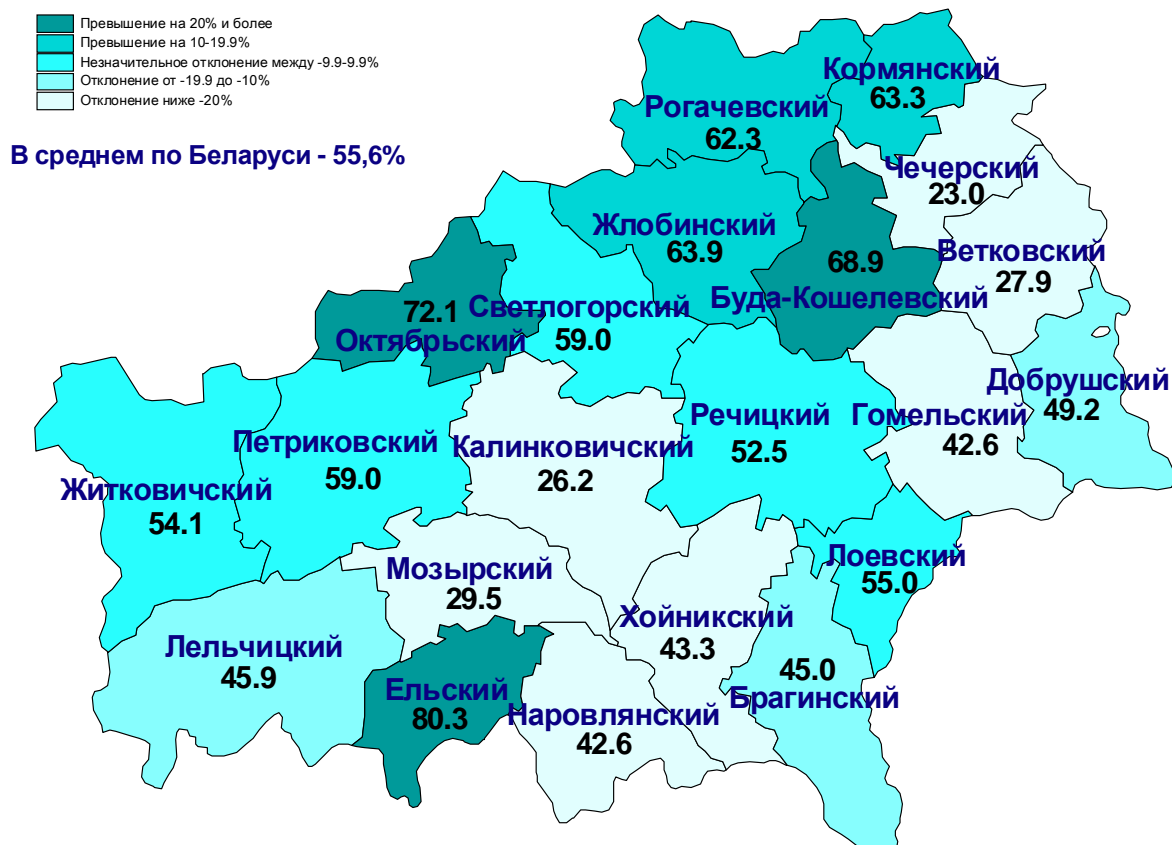 Превышение на 20% и более
Превышение на 10-19.9%
Незначительное отклонение между -9.9-9.9%
Отклонение от -19.9 до -10%
Отклонение ниже -20%
В среднем по Беларуси - 55,6%
Кормянский
63.3
Рогачевский
62.3
Чечерский
23.0
Жлобинский
63.9
Ветковский
27.9
68.9
Буда-Кошелевский
72.1
Октябрьский
Светлогорский
59.0
Добрушский
49.2
Речицкий
52.5
Гомельский
42.6
Петриковский
59.0
Калинковичский
26.2
Житковичский
54.1
Мозырский
29.5
Лоевский
55.0
Хойникский
43.3
Лельчицкий
45.9
45.0
Брагинский
Ельский
80.3
Наровлянский
42.6